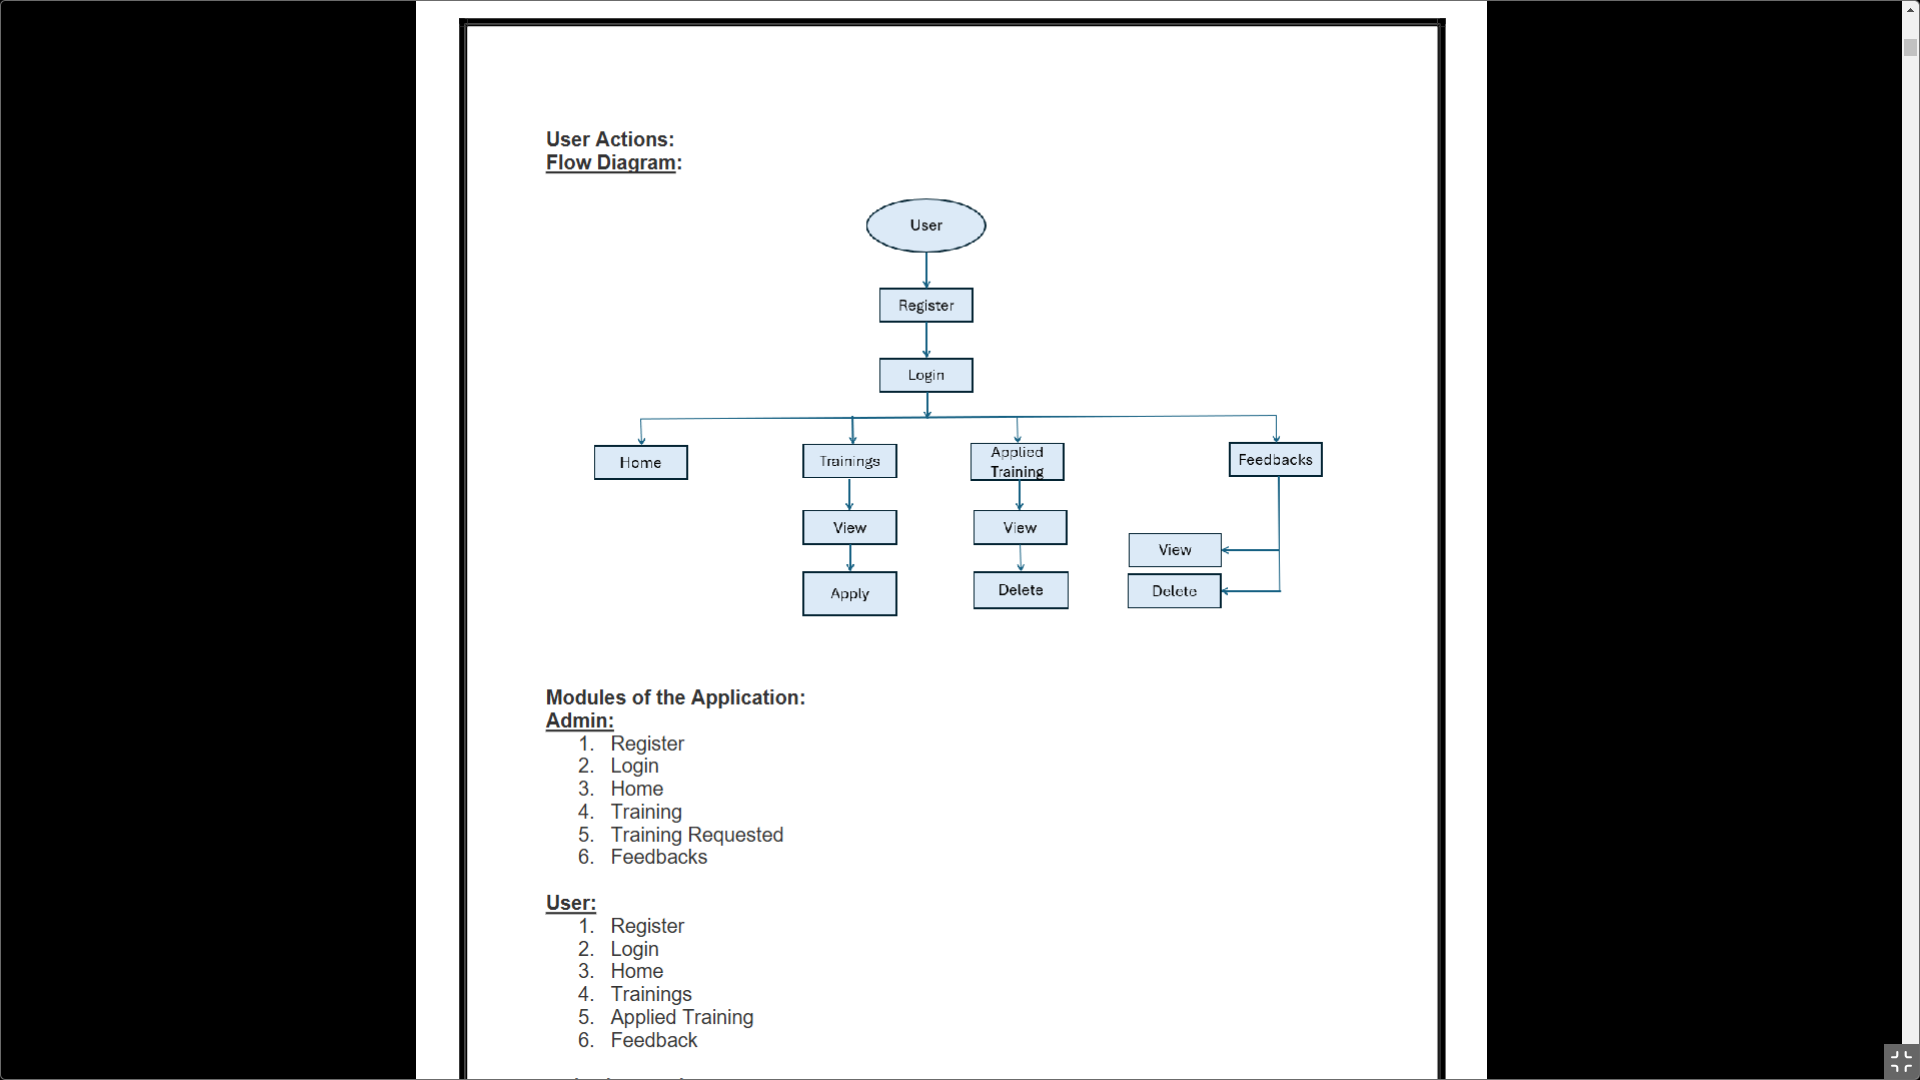 User Actions:
Flow Diagram:
User
Register
Login
Home
Trainings
Applied
Training
Feedbacks
View
View
View
Apply
Delete
Delete
Modules of the Application:
Admin:
1. Register
2. Login
3. Home
4. Training
5. Training Requested
6. Feedbacks
User:
1. Register
2. Login
3. Home
4. Trainings
5. Applied Training
6. Feedback